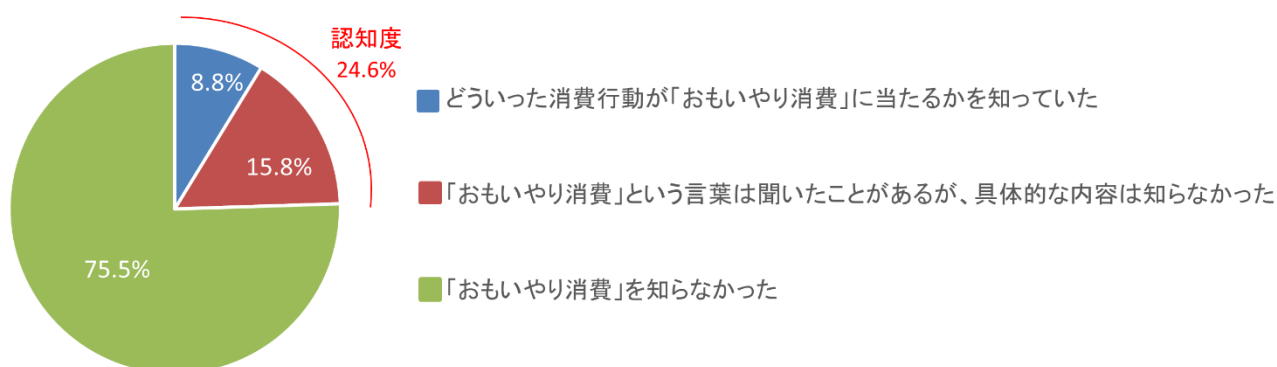 認知度
24.6%
8.8%
15.8%
75.5%
どういった消費行動が「おもいやり消費」に当たるかを知っていた
「おもいやり消費」という言葉は聞いたことがあるが、具体的な内容は知らなかった
「おもいやり消費」を知らなかった